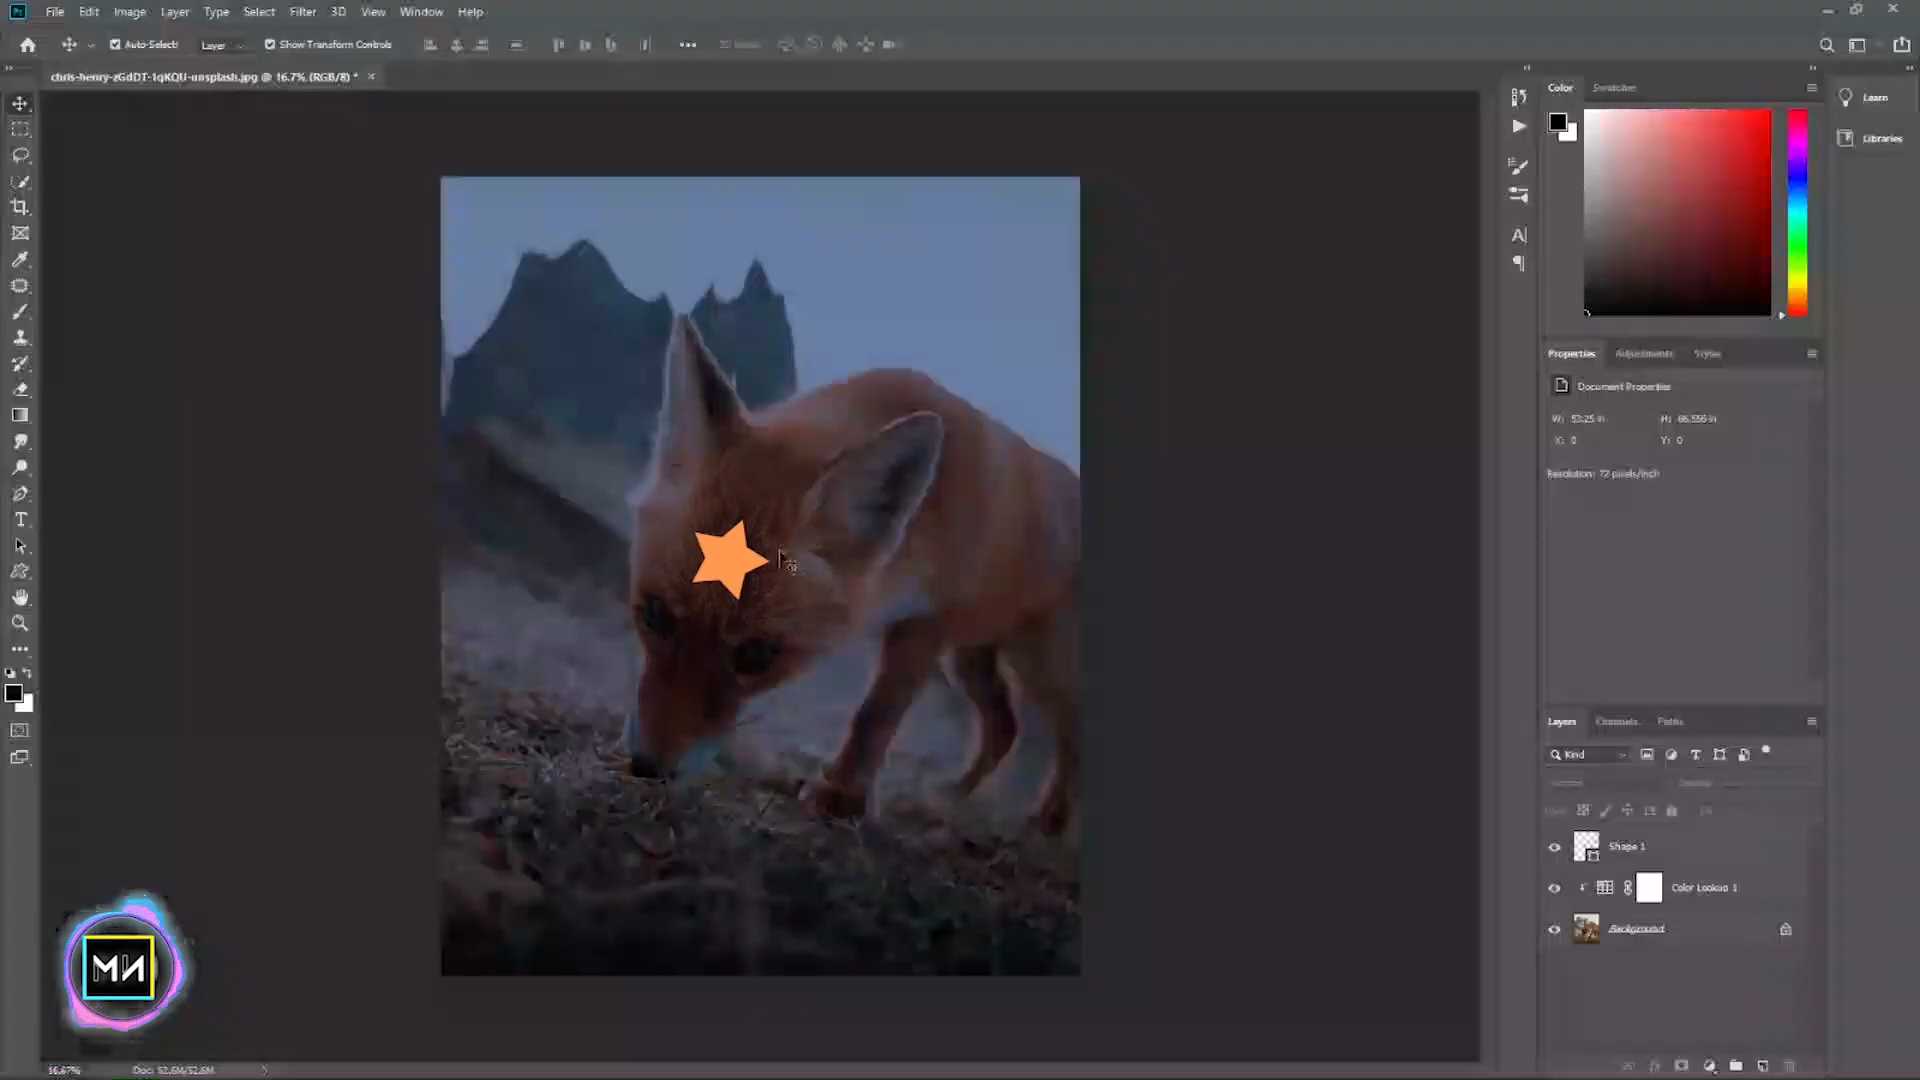 Ps File Edit Image Layer Type Select Filter 3D View Window Help
Auto-Select: Layer Show Transform Controls
chris-henry-zGdDT-1qKQU-unsplash.jpg @ 16.7% (RGB/8) *
Color Swatches
Learn
Libraries
Properties Adjustments Styles
Document Properties
W: 53.25 in H: 66.556 in
X: 0 Y: 0
Resolution: 72 pixels/inch
Layers Channels Paths
Kind
Shape 1
Color Lookup 1
Background
16.67% Doc: 52.6M/52.6M